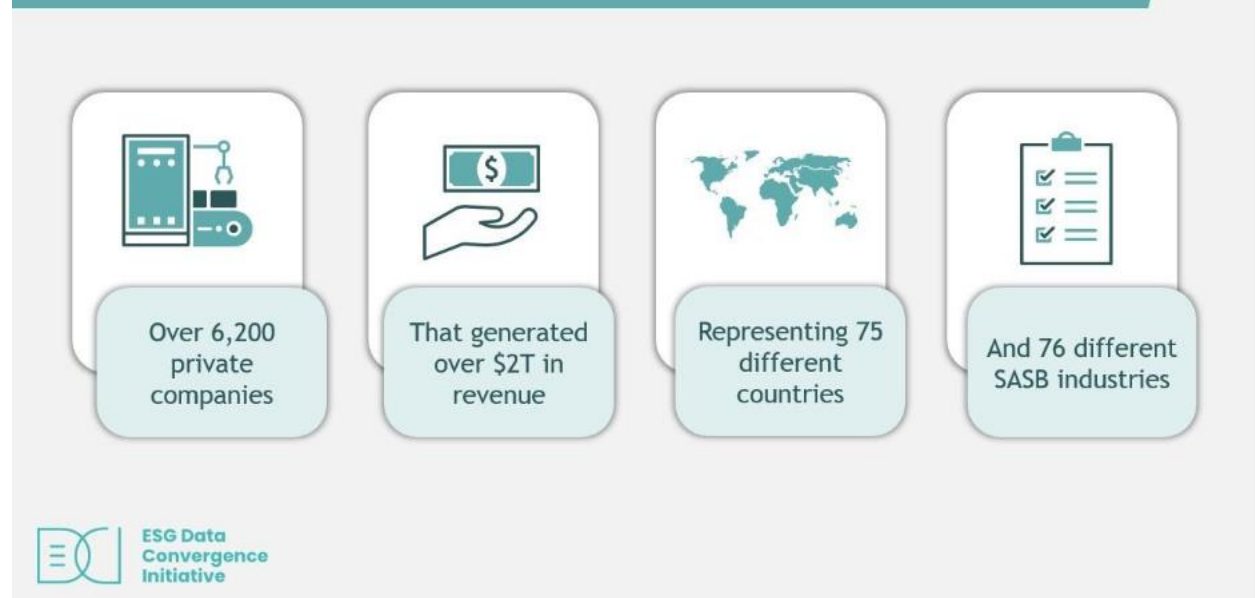 Over 6,200
private
companies
That generated
over $2T in
revenue
Representing 75
different
countries
And 76 different
SASB industries
ESG Data
Convergence
Initiative